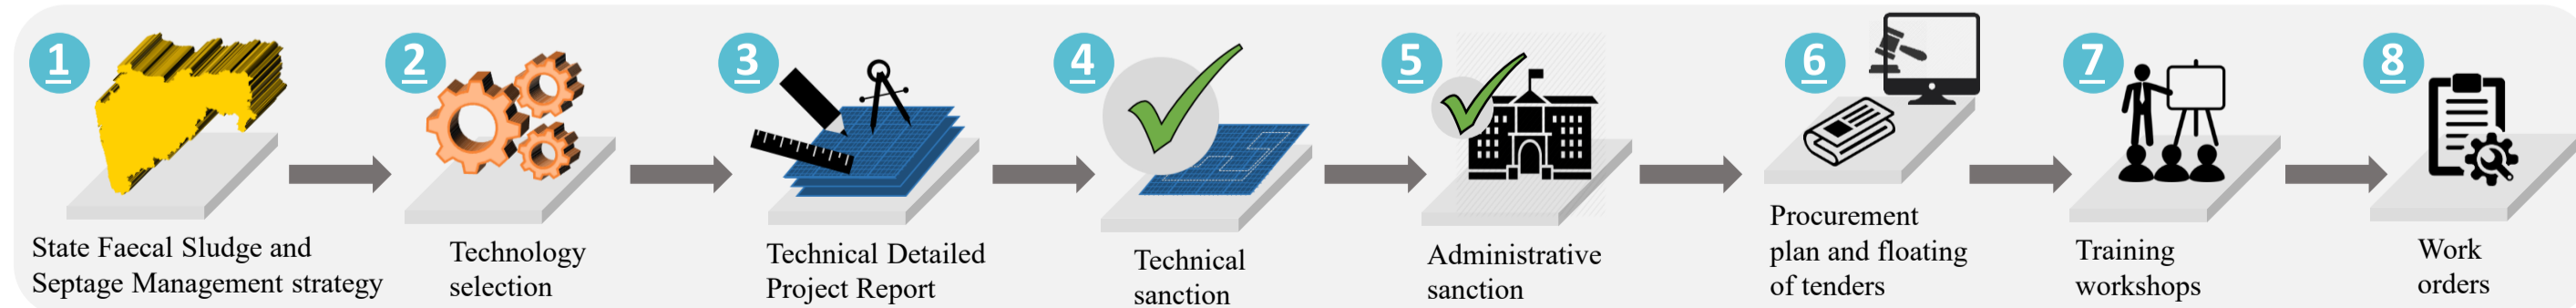 1
State Faecal Sludge and
Septage Management strategy
2
Technology
selection
3
Technical Detailed
Project Report
4
Technical
sanction
5
Administrative
sanction
6
Procurement
plan and floating
of tenders
7
Training
workshops
8
Work
orders